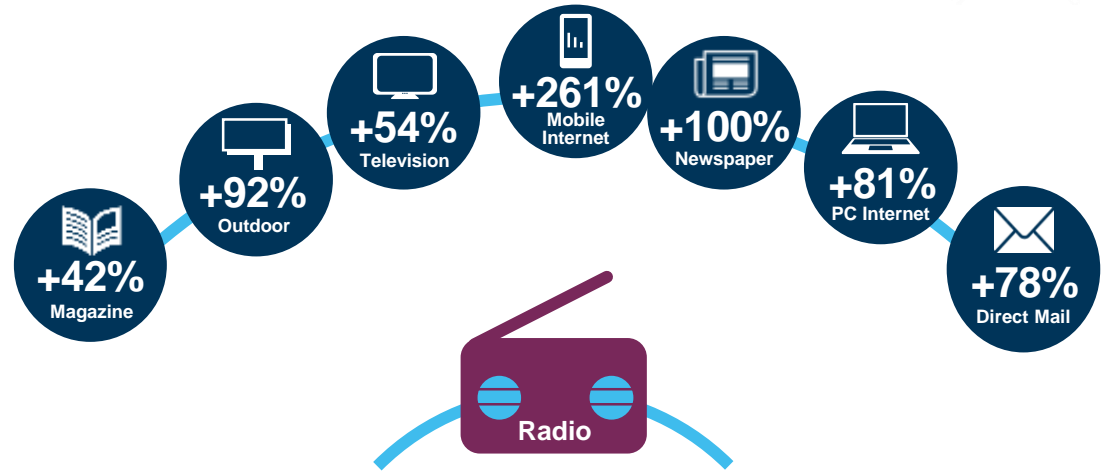 +42%
Magazine
+92%
Outdoor
+54%
Television
+261%
Mobile
Internet
+100%
Newspaper
+81%
PC Internet
+78%
Direct Mail
Radio